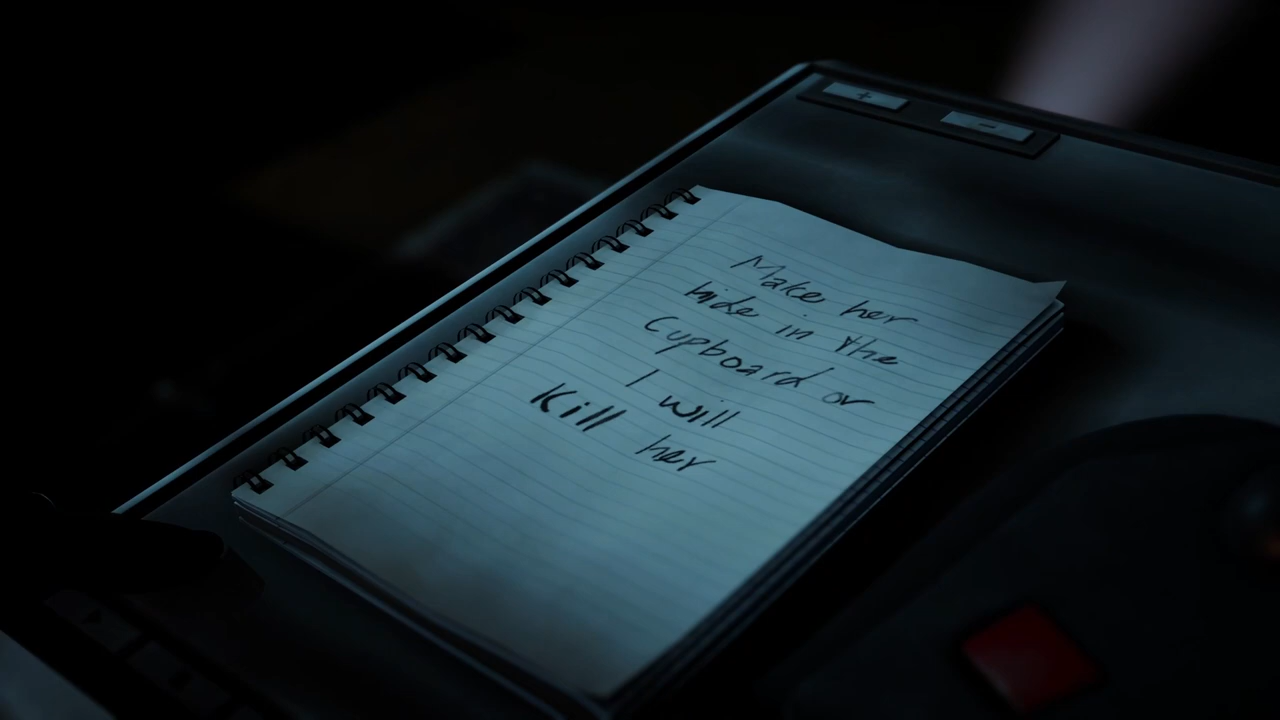 +
-
Make her
hide in the
Cupboard or
I will
Kill her